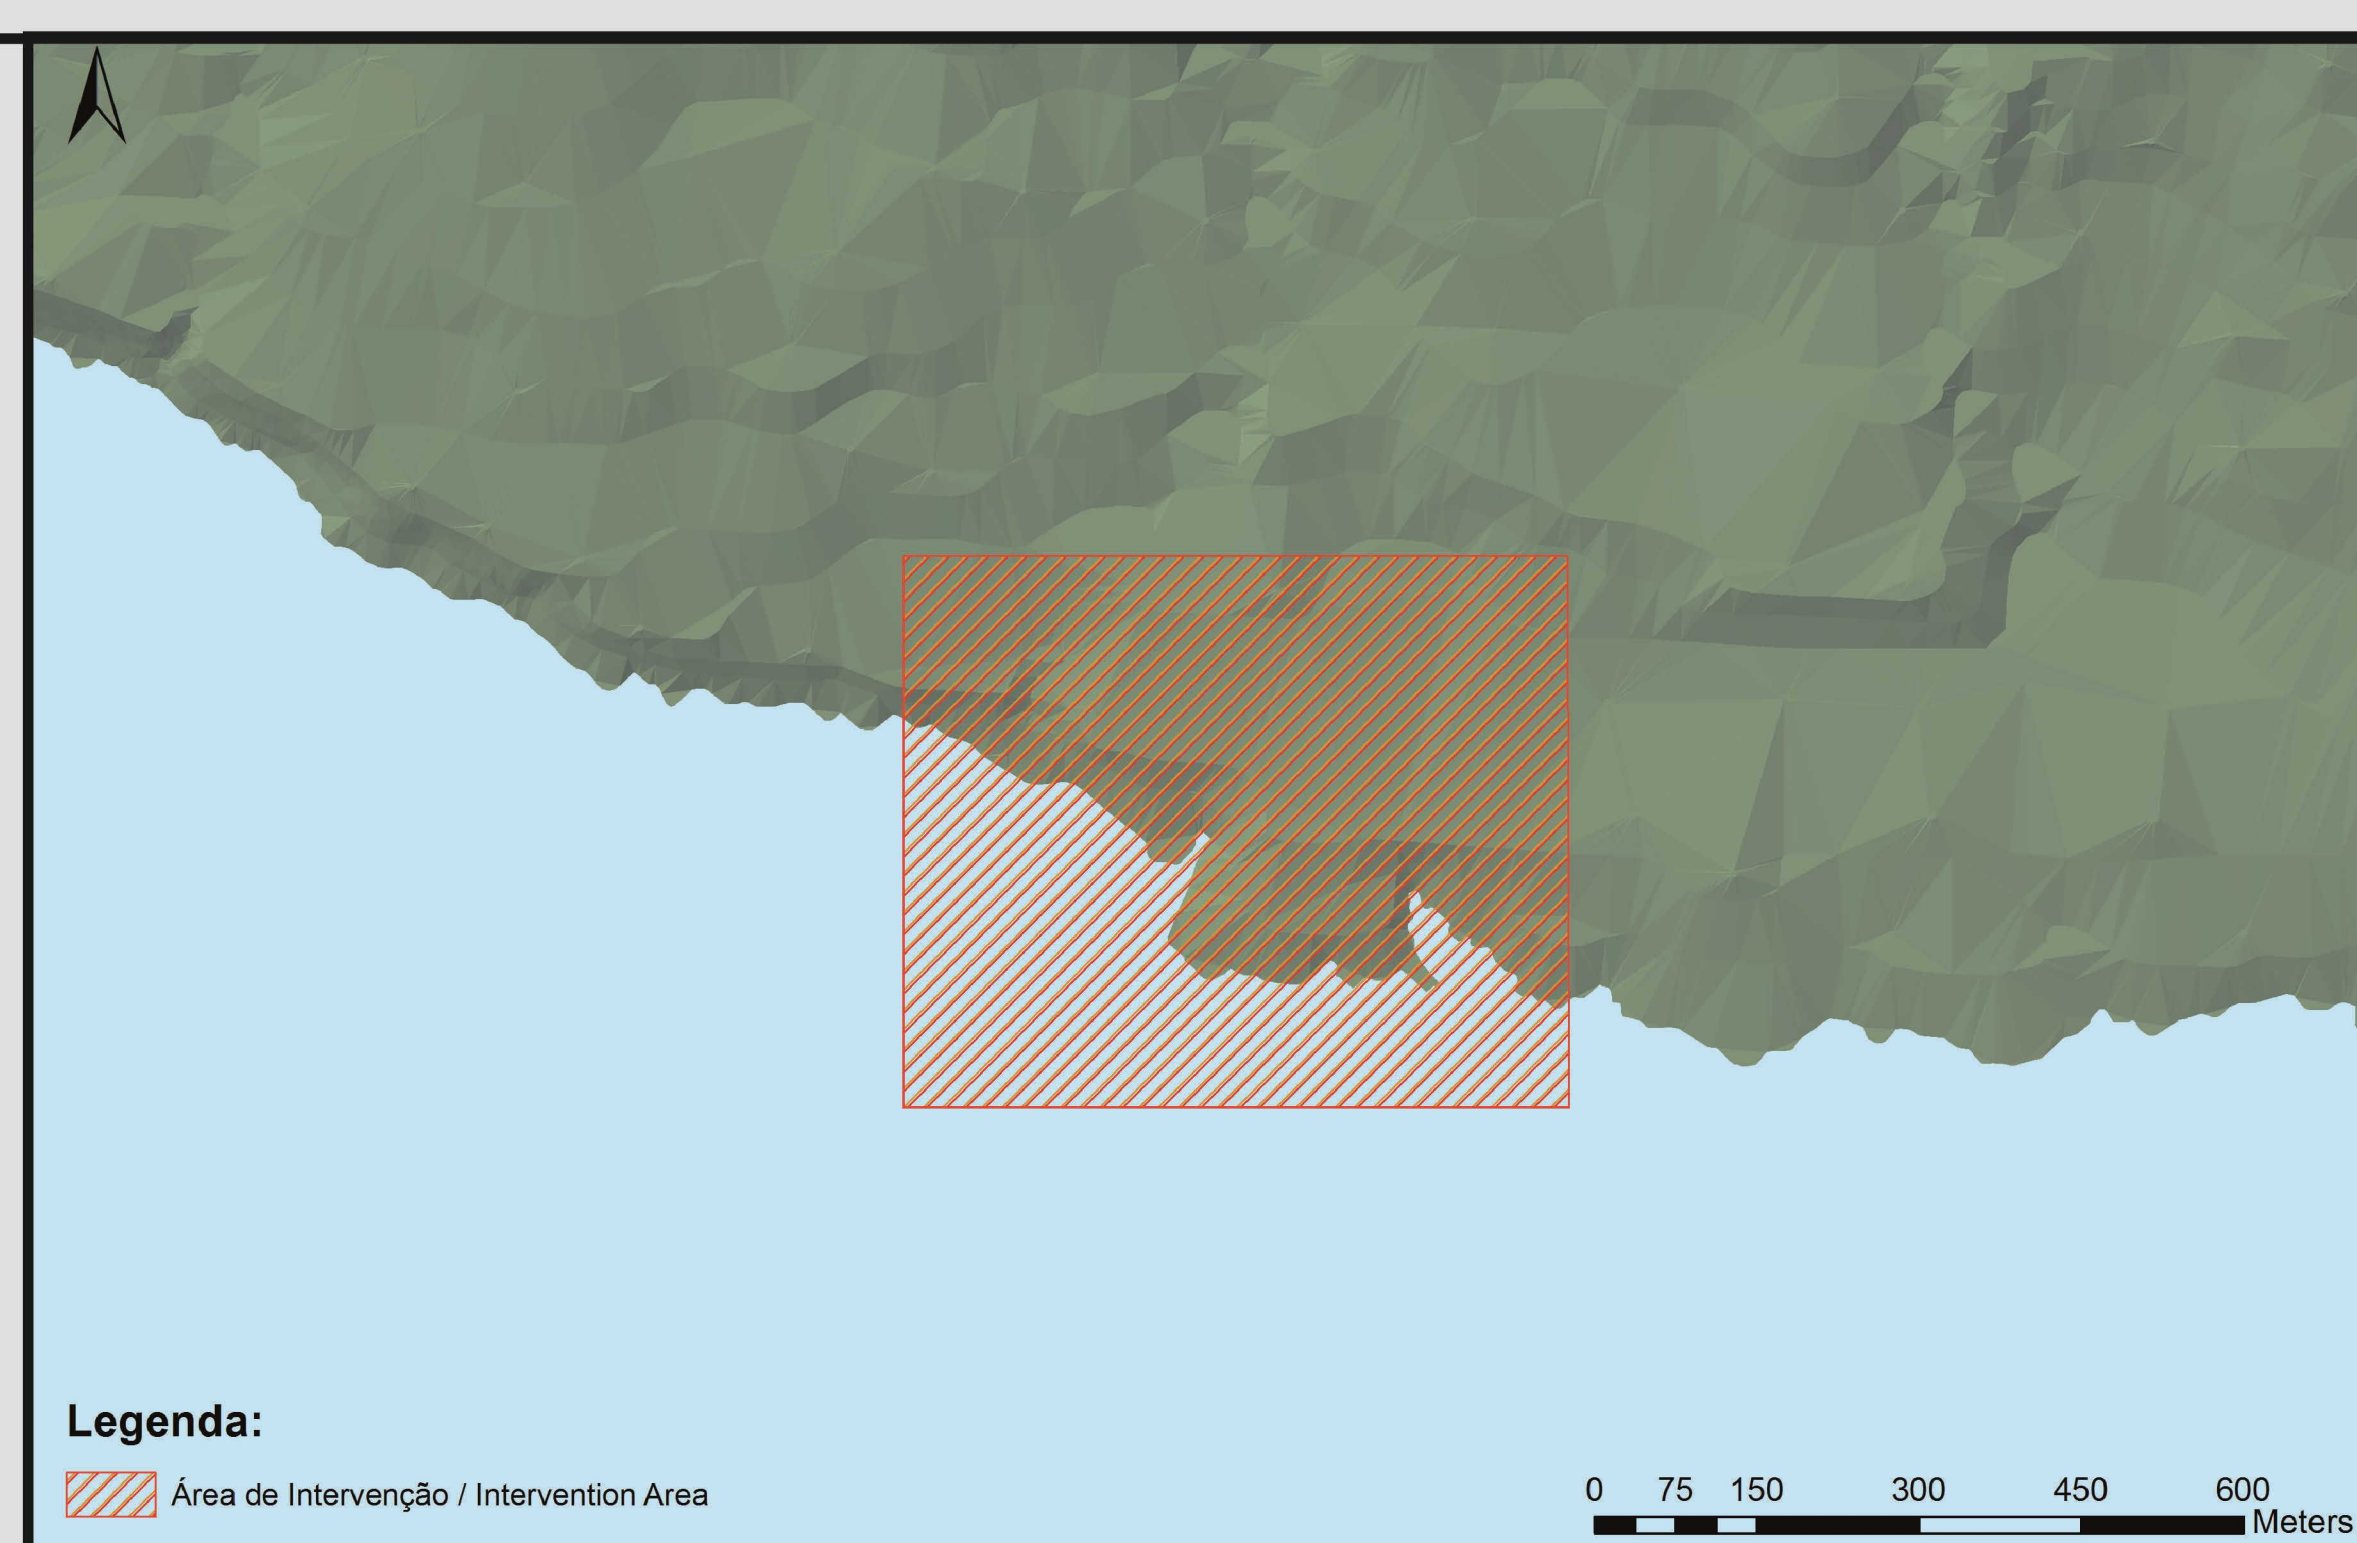 Legenda:
Área de Intervenção / Intervention Area
0 75 150 300 450 600
Meters